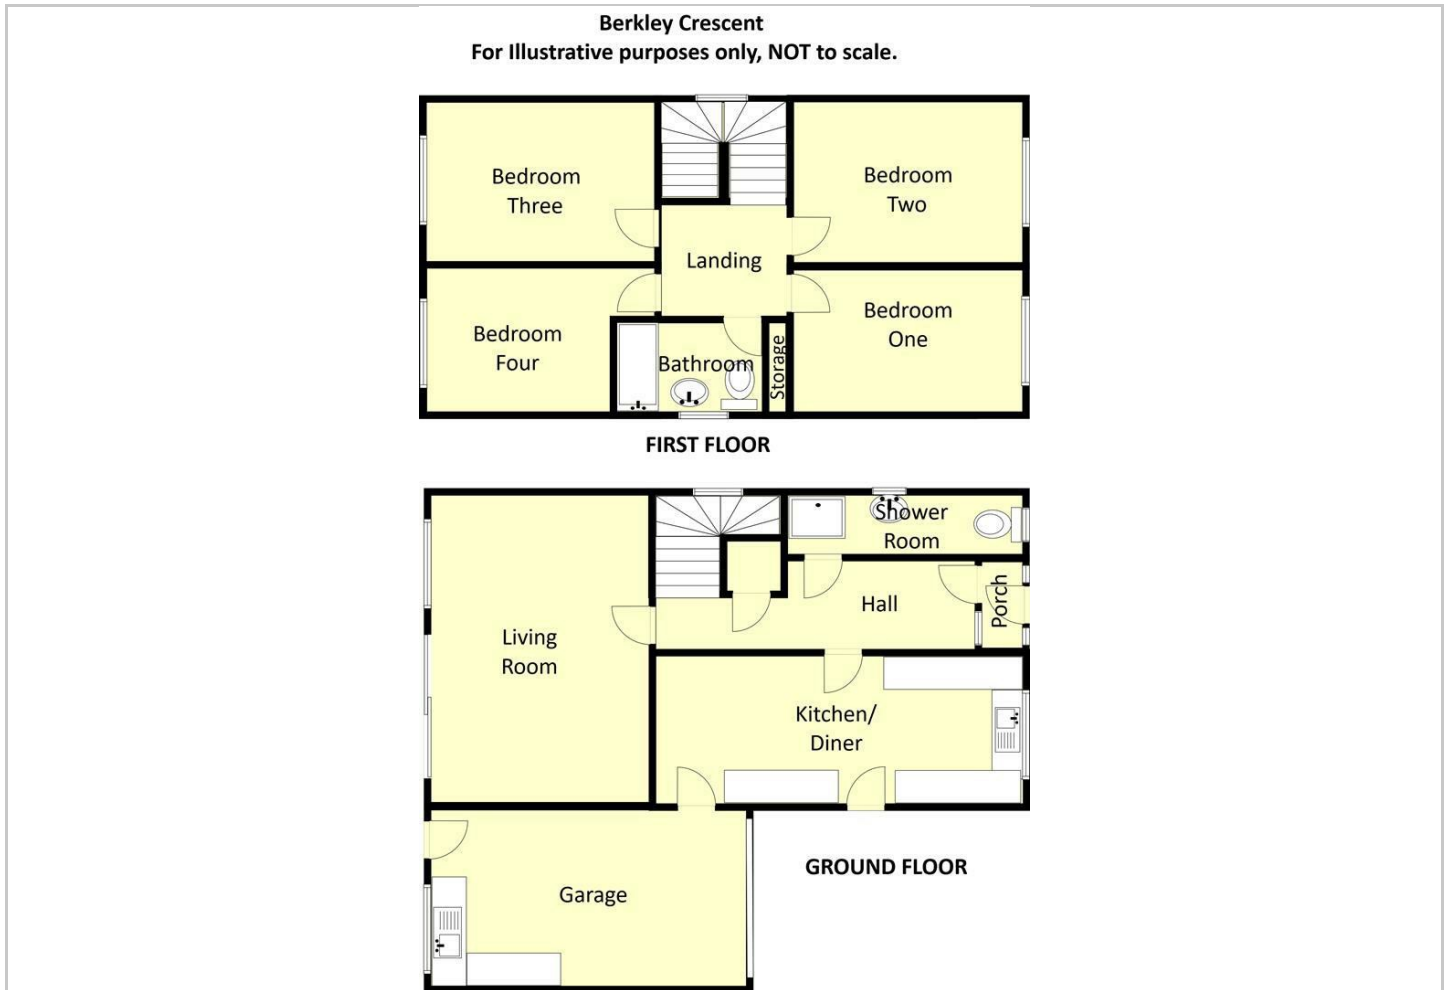 Berkley Crescent
For Illustrative purposes only, NOT to scale.
Bedroom
Three
Bedroom
Two
Landing
Bedroom
Four
Bathroom
Storage
Bedroom
One
FIRST FLOOR
Shower
Room
Hall
Porch
Living
Room
Kitchen/
Diner
Garage
GROUND FLOOR